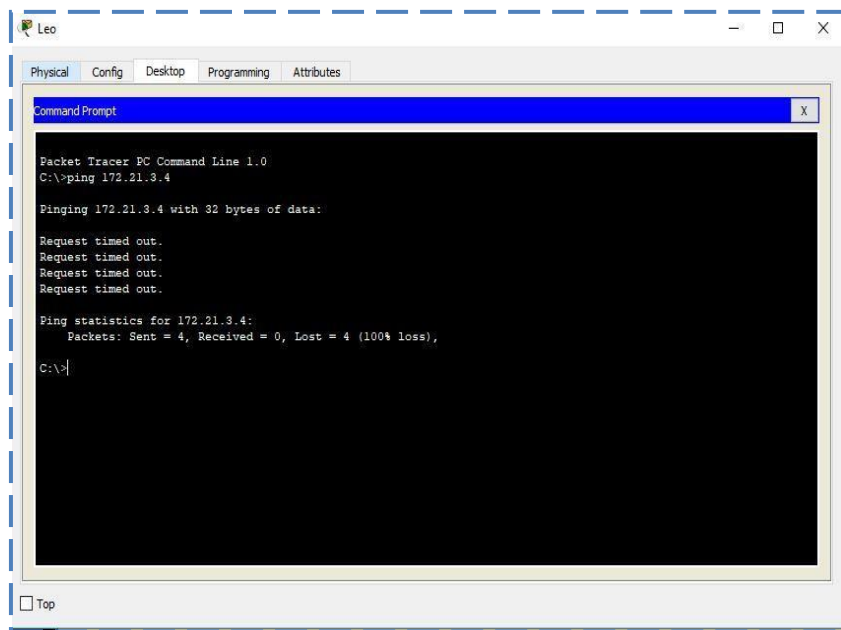 Leo
Physical Config Desktop Programming Attributes
Command Prompt X
Packet Tracer PC Command Line 1.0
C:\>ping 172.21.3.4
Pinging 172.21.3.4 with 32 bytes of data:
Request timed out.
Request timed out.
Request timed out.
Request timed out.
Ping statistics for 172.21.3.4:
Packets: Sent = 4, Received = 0, Lost = 4 (100% loss),
C:\>
Top